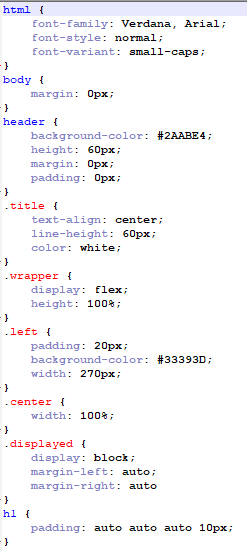 html {
font-family: Verdana, Arial;
font-style: normal;
font-variant: small-caps;
}
body {
margin: 0px;
}
header {
background-color: #2AABE4;
height: 60px;
margin: 0px;
padding: 0px;
}
.title {
text-align: center;
line-height: 60px;
color: white;
}
.wrapper {
display: flex;
height: 100%;
}
.left {
padding: 20px;
background-color: #33393D;
width: 270px;
}
.center {
width: 100%;
}
.displayed {
display: block;
margin-left: auto;
margin-right: auto
}
h1 {
padding: auto auto auto 10px;
}